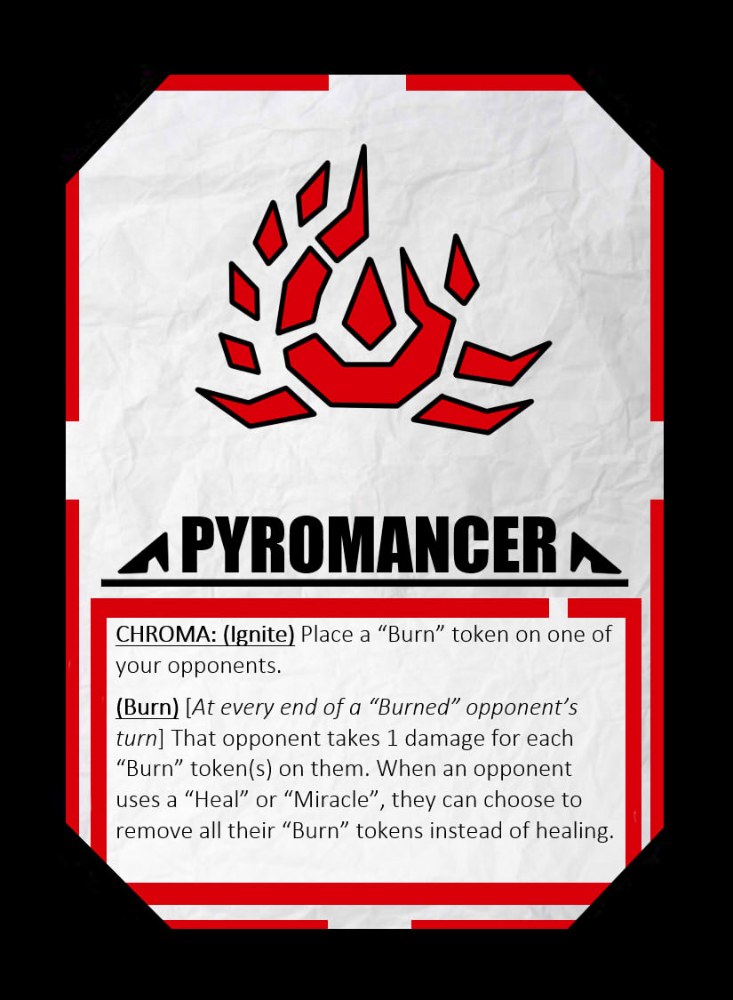 PYROMANCER
CHROMA: (Ignite) Place a “Burn” token on one of
your opponents.
(Burn) [At every end of a “Burned” opponent’s
turn] That opponent takes 1 damage for each
“Burn” token(s) on them. When an opponent
uses a “Heal” or “Miracle”, they can choose to
remove all their “Burn” tokens instead of healing.